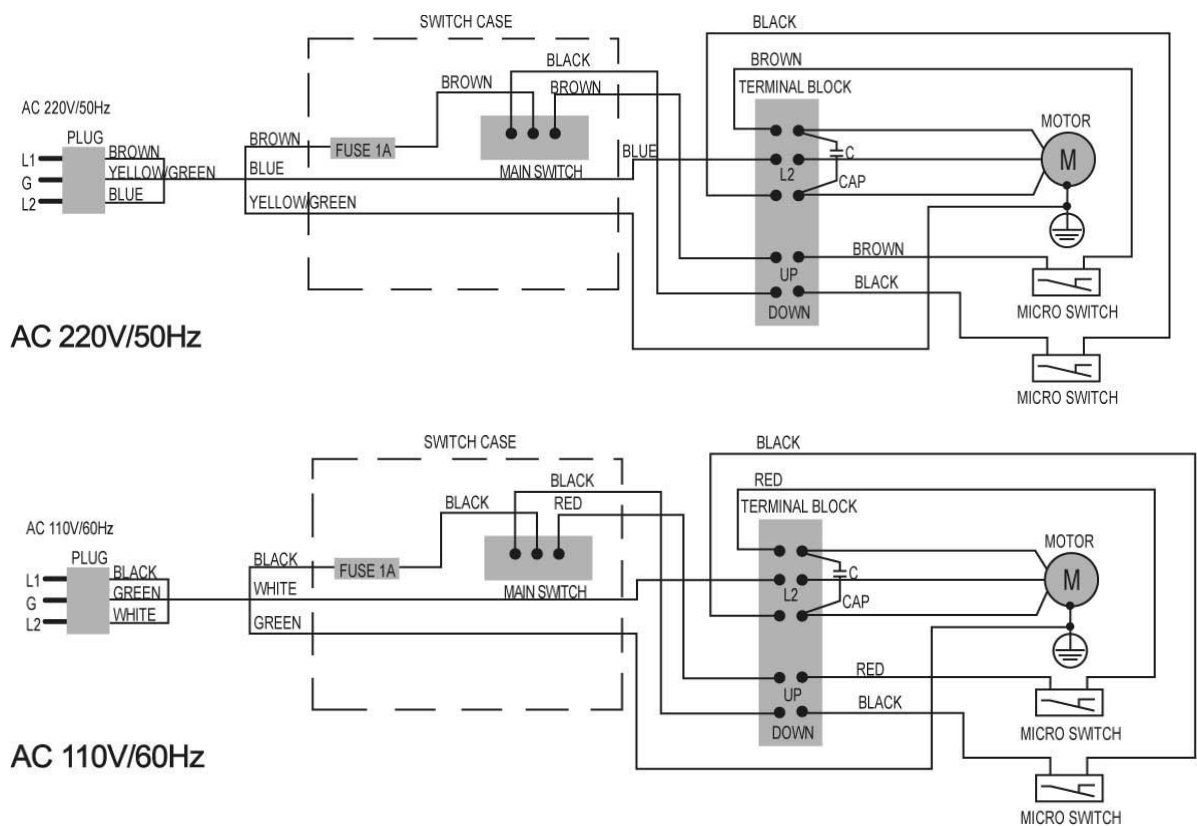 SWITCH CASE
BLACK
BLACK
BROWN
BROWN
BROWN
TERMINAL BLOCK
AC 220V/50Hz
PLUG
MOTOR
BROWN
BROWN
FUSE 1A
BLUE
C
M
L1
YELLOW/GREEN
BLUE
MAIN SWITCH
L2
CAP
G
BLUE
L2
YELLOW/GREEN
BROWN
UP
BLACK
DOWN
MICRO SWITCH
AC 220V/50Hz
MICRO SWITCH
SWITCH CASE
BLACK
BLACK
RED
BLACK
RED
TERMINAL BLOCK
AC 110V/60Hz
PLUG
MOTOR
BLACK
BLACK
FUSE 1A
C
M
L1
GREEN
WHITE
MAIN SWITCH
L2
CAP
G
WHITE
L2
GREEN
RED
UP
BLACK
DOWN
MICRO SWITCH
AC 110V/60Hz
MICRO SWITCH